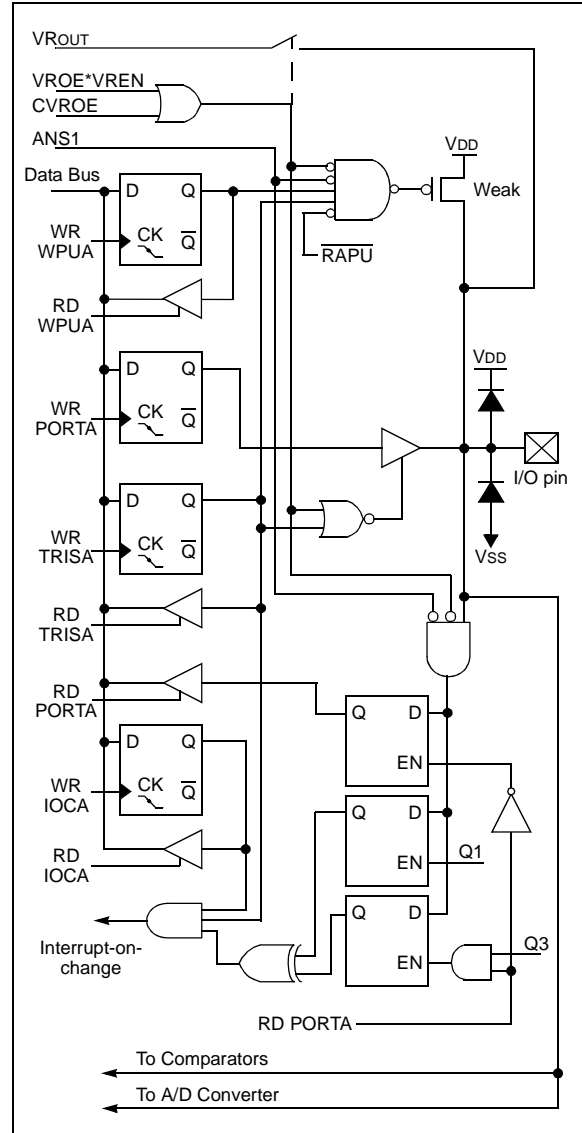 VROUT
VROE*VREN
CVROE
ANS1
VDD
Data Bus
D Q
Weak
WR
WPUA
CK Q
RAPU
RD
WPUA
VDD
D Q
WR
PORTA
CK Q
I/O pin
D Q
WR
TRISA
CK Q
VSS
RD
TRISA
RD
PORTA
Q D
D Q
EN
WR
IOCA
CK Q
Q D
RD
IOCA
EN Q1
Q D
Interrupt-on-
change
EN
Q3
RD PORTA
To Comparators
To A/D Converter